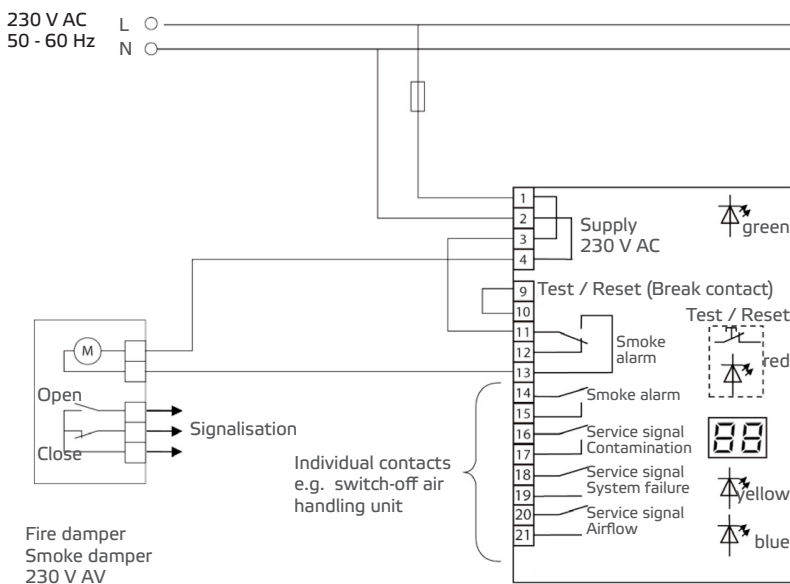 230 V AC
50 - 60 Hz
L
N
1
2
3
4
Supply
230 V AC
green
9
10
11
12
13
14
15
16
17
18
19
20
21
Test / Reset (Break contact)
Test / Reset
Smoke
alarm
red
M
Open
Close
Signalisation
Smoke alarm
Service signal
Contamination
88
Service signal
System failure
yellow
Service signal
Airflow
blue
Individual contacts
e.g. switch-off air
handling unit
Fire damper
Smoke damper
230 V AV